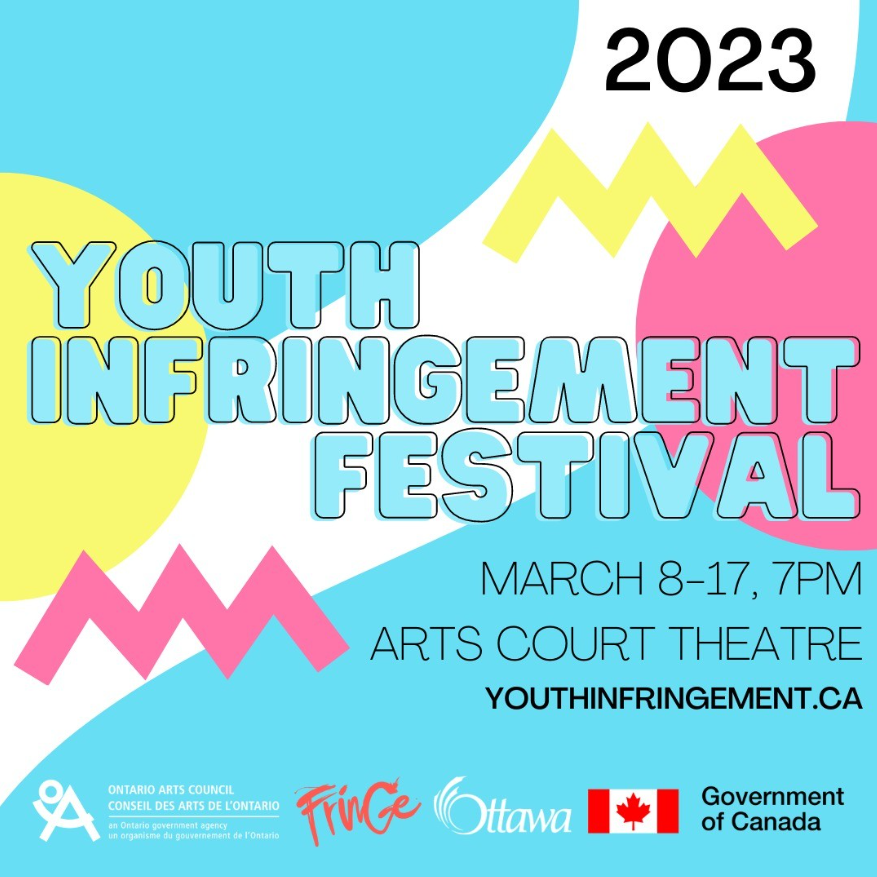 2023
YOUTH
INFRINGEMENT
FESTIVAL
MARCH 8-17, 7PM
ARTS COURT THEATRE
YOUTHINFRINGEMENT.CA
ONTARIO ARTS COUNCIL
CONSEIL DES ARTS DE L'ONTARIO
an Ontario government agency
un organisme du gouvernement de l'Ontario
FRinGe
Ottawa
Government
of Canada